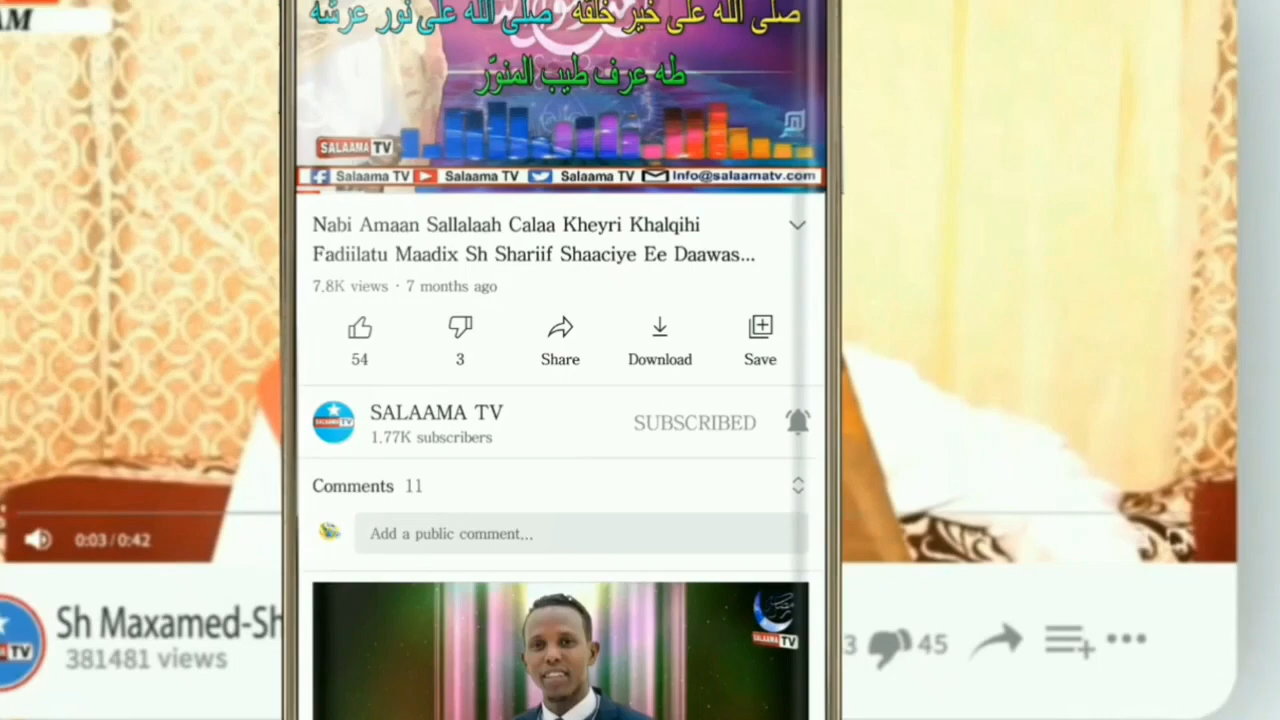 AM
صلى الله على خير خلقه صلى الله على نور عرشه
طه عرف طيب المنوّر
SALAAMA TV
Salaama TV Salaama TV Salaama TV Info@salaamatv.com
Nabi Amaan Sallalaah Calaa Kheyri Khalqihi
Fadiilatu Maadix Sh Shariif Shaaciye Ee Daawas...
7.8K views · 7 months ago
54 3 Share Download Save
SALAAMA TV SUBSCRIBED
1.77K subscribers
Comments 11
Add a public comment...
SALAAMA TV
0:03 / 0:42
Sh Maxamed-Sh
381481 views
3 45